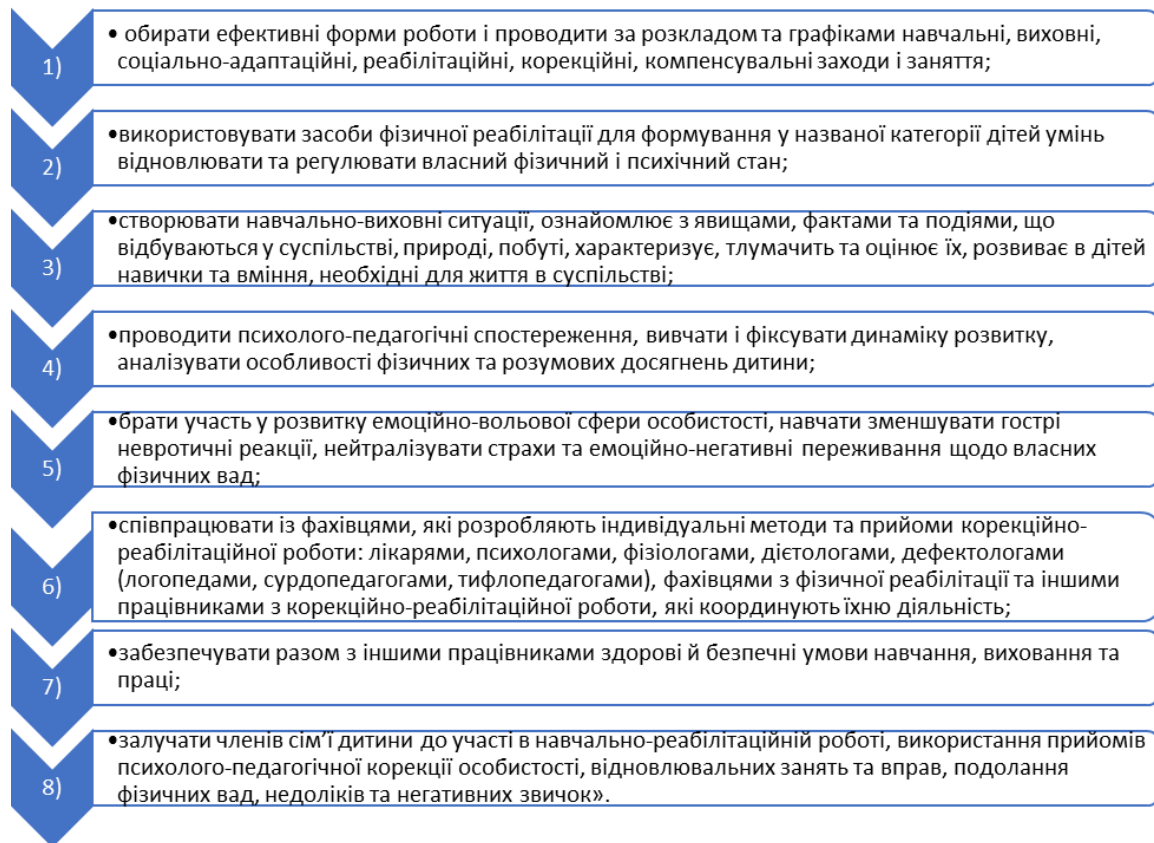 1)
• обирати ефективні форми роботи і проводити за розкладом та графіками навчальні, виховні,
соціально-адаптаційні, реабілітаційні, корекційні, компенсувальні заходи і заняття;
2)
•використовувати засоби фізичної реабілітації для формування у названої категорії дітей умінь
відновлювати та регулювати власний фізичний і психічний стан;
3)
•створювати навчально-виховні ситуації, ознайомлює з явищами, фактами та подіями, що
відбуваються у суспільстві, природі, побуті, характеризує, тлумачить та оцінює їх, розвиває в дітей
навички та вміння, необхідні для життя в суспільстві;
4)
•проводити психолого-педагогічні спостереження, вивчати і фіксувати динаміку розвитку,
аналізувати особливості фізичних та розумових досягнень дитини;
5)
•брати участь у розвитку емоційно-вольової сфери особистості, навчати зменшувати гострі
невротичні реакції, нейтралізувати страхи та емоційно-негативні переживання щодо власних
фізичних вад;
6)
•співпрацювати із фахівцями, які розробляють індивідуальні методи та прийоми корекційно-
реабілітаційної роботи: лікарями, психологами, фізіологами, дієтологами, дефектологами
(логопедами, сурдопедагогами, тифлопедагогами), фахівцями з фізичної реабілітації та іншими
працівниками з корекційно-реабілітаційної роботи, які координують їхню діяльність;
7)
•забезпечувати разом з іншими працівниками здорові й безпечні умови навчання, виховання та
праці;
8)
•залучати членів сім’ї дитини до участі в навчально-реабілітаційній роботі, використання прийомів
психолого-педагогічної корекції особистості, відновлювальних занять та вправ, подолання
фізичних вад, недоліків та негативних звичок».